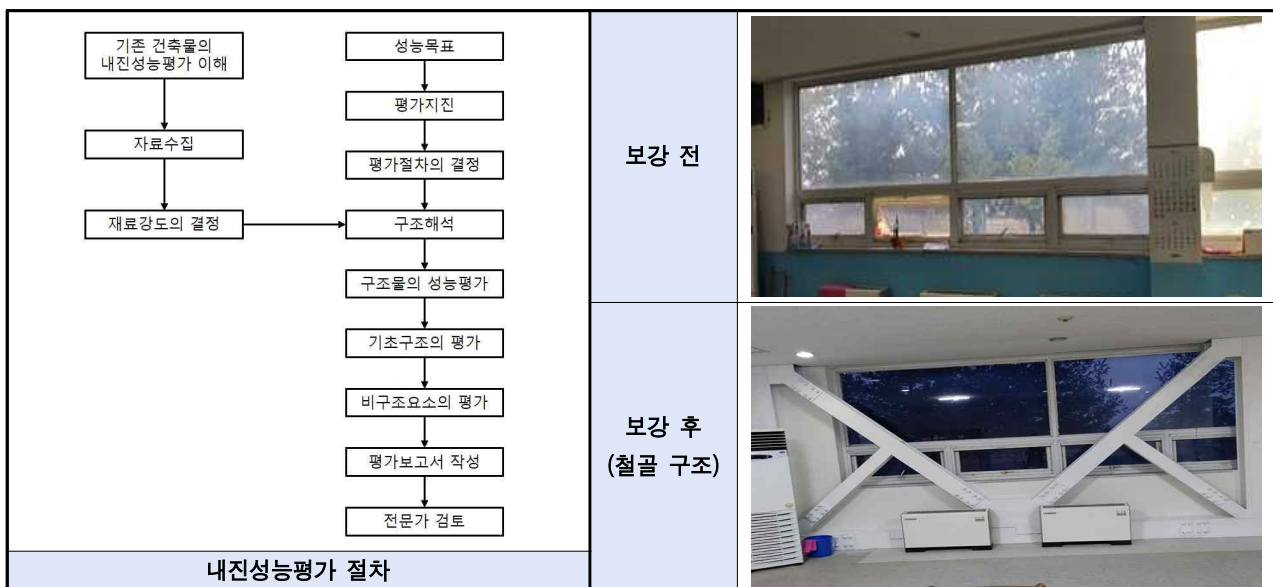 기존 건축물의
내진성능평가 이해
자료수집
재료강도의 결정
성능목표
평가지진
평가절차의 결정
구조해석
구조물의 성능평가
기초구조의 평가
비구조요소의 평가
평가보고서 작성
전문가 검토
내진성능평가 절차
보강 전
보강 후
(철골 구조)